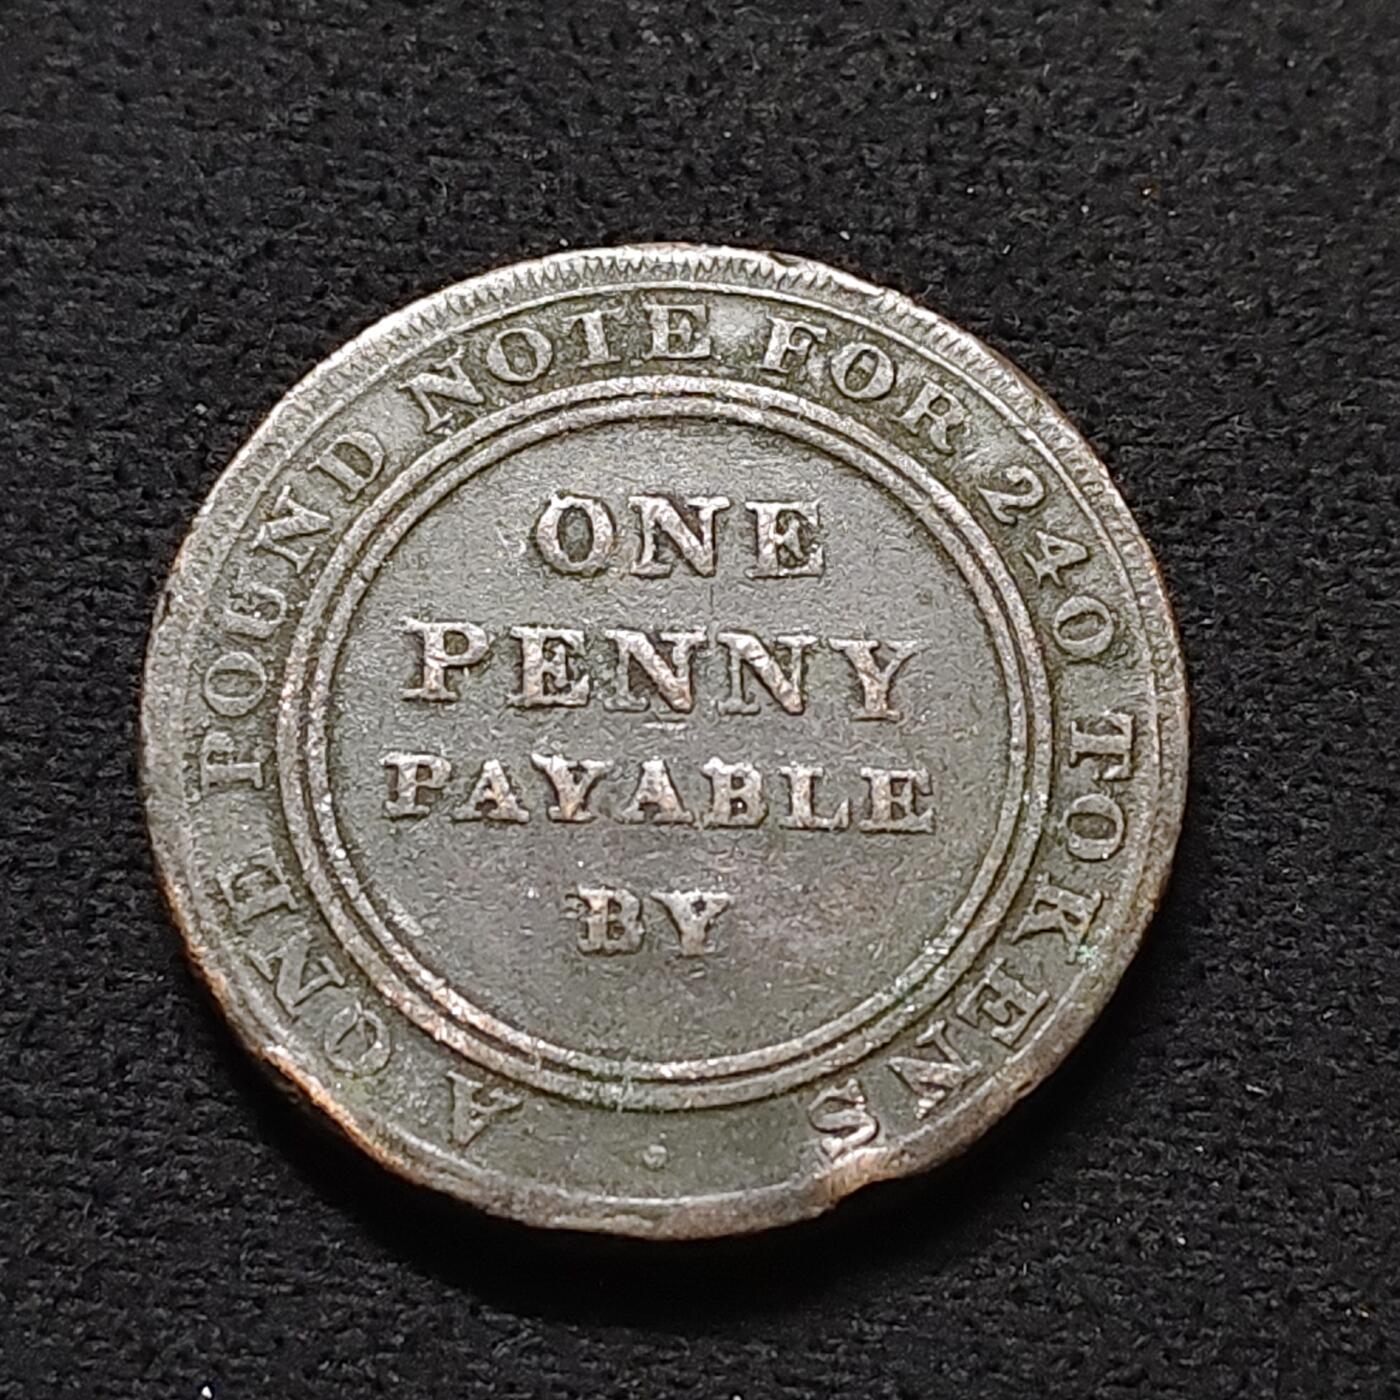 A ONE POUND NOTE FOR 240 TOKENS
ONE
PENNY
PAYABLE
BY